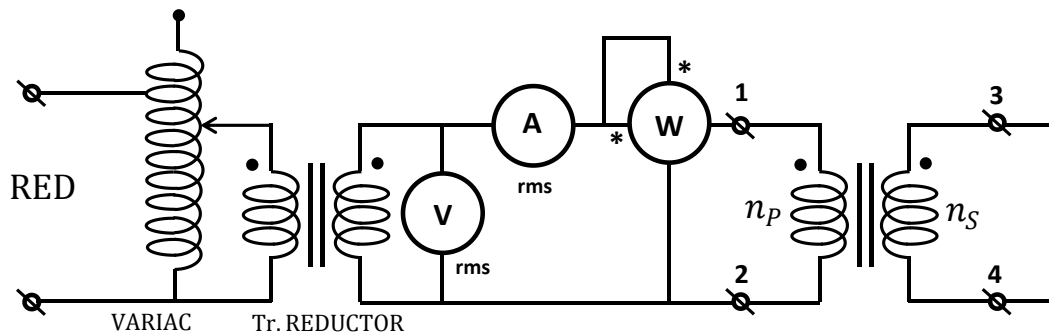 RED
VARIAC
Tr. REDUCTOR
V
rms
A
rms
*
*
W
1
2
n_P
n_S
3
4